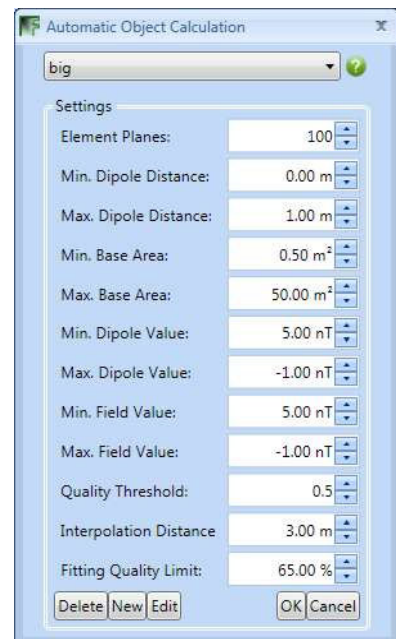 Automatic Object Calculation x
big ?
Settings
Element Planes: 100
Min. Dipole Distance: 0.00 m
Max. Dipole Distance: 1.00 m
Min. Base Area: 0.50 m²
Max. Base Area: 50.00 m²
Min. Dipole Value: 5.00 nT
Max. Dipole Value: -1.00 nT
Min. Field Value: 5.00 nT
Max. Field Value: -1.00 nT
Quality Threshold: 0.5
Interpolation Distance 3.00 m
Fitting Quality Limit: 65.00 %
Delete New Edit OK Cancel